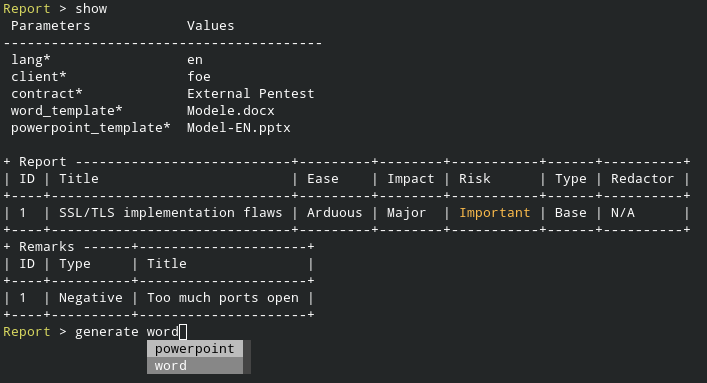 Report > show
 Parameters            Values
----------------------------------------
 lang*                 en
 client*               foe
 contract*             External Pentest
 word_template*        Modele.docx
 powerpoint_template*  Model-EN.pptx

+ Report ---------------------------+---------+--------+-----------+------+----------+
| ID | Title                        | Ease    | Impact | Risk      | Type | Redactor |
+----+------------------------------+---------+--------+-----------+------+----------+
| 1  | SSL/TLS implementation flaws | Arduous | Major  | Important | Base | N/A      |
+----+------------------------------+---------+--------+-----------+------+----------+
+ Remarks ------+---------------------+
| ID | Type     | Title               |
+----+----------+---------------------+
| 1  | Negative | Too much ports open |
+----+----------+---------------------+
Report > generate word
powerpoint
word